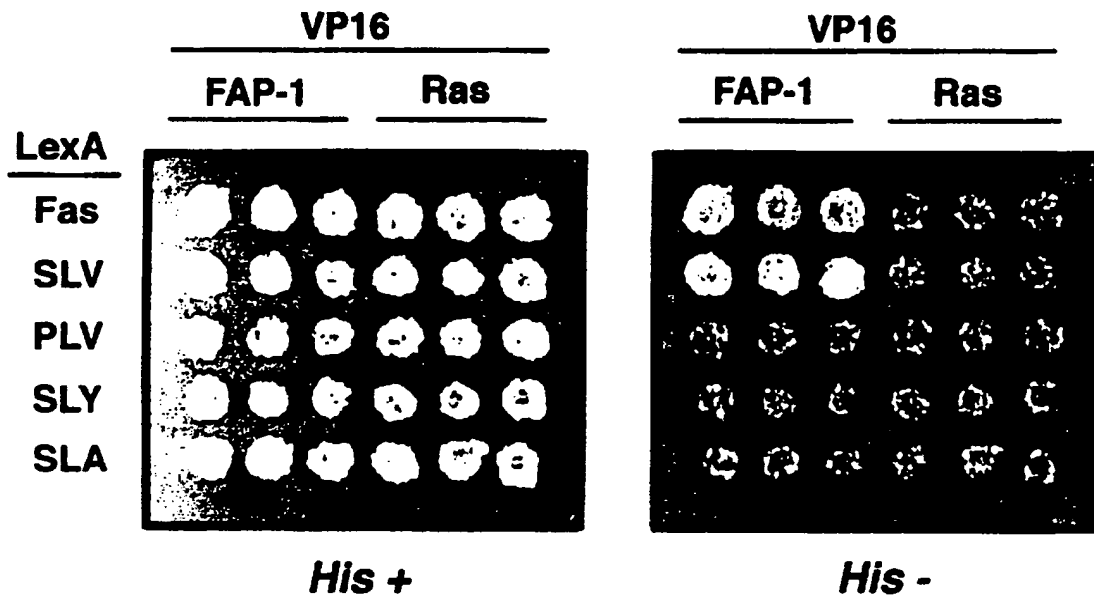 VP16 VP16
FAP-1 Ras FAP-1 Ras
LexA
Fas
SLV
PLV
SLY
SLA
His + His -